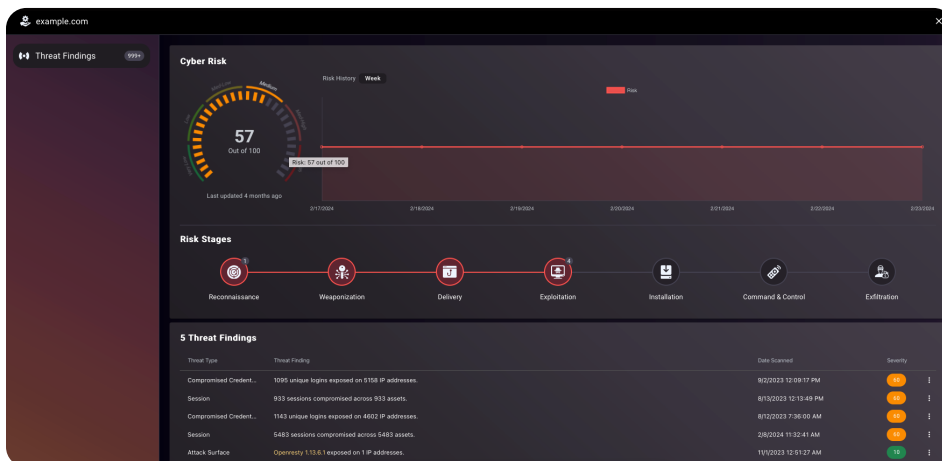 example.com
Threat Findings 999+
Cyber Risk
Risk History Week
Risk
Low
Medium
57
Out of 100
Risk: 57 out of 100
Last updated 4 months ago
2/17/2024 2/18/2024 2/19/2024 2/20/2024 2/21/2024 2/22/2024 2/23/2024
Risk Stages
1 4
Reconnaissance Weaponization Delivery Exploitation Installation Command & Control Exfiltration
5 Threat Findings
Threat Type Threat Finding Date Scanned Severity
Compromised Credent... 1095 unique logins exposed on 5158 IP addresses. 9/2/2023 12:09:17 PM 60
Session 933 sessions compromised across 933 assets. 8/13/2023 12:13:49 PM 60
Compromised Credent... 1143 unique logins exposed on 4602 IP addresses. 8/12/2023 7:36:00 AM 60
Session 5483 sessions compromised across 5483 assets. 2/8/2024 11:32:41 AM 60
Attack Surface Openresty 1.13.6.1 exposed on 1 IP addresses. 11/1/2023 12:51:27 AM 10